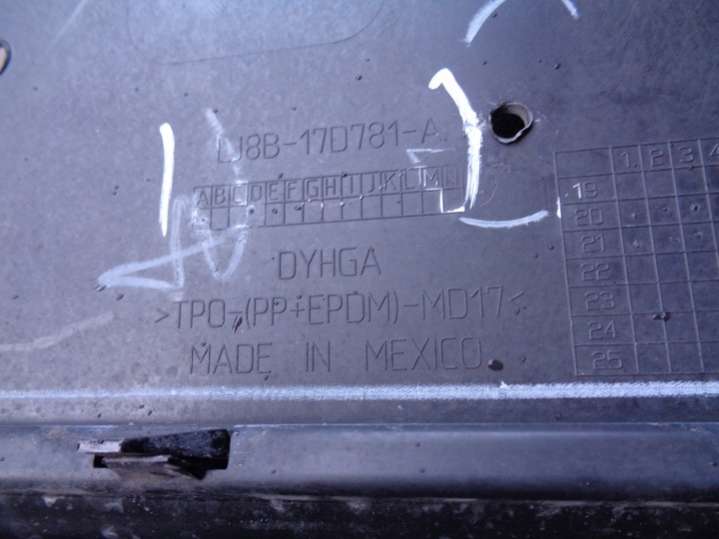 LJ8B-17D781-A
A B C D E F G H I J K L M N
DYHGA
>TPO-(PP+EPDM)-MD17<
MADE IN MEXICO
1 2 3 4
19
20
21
22
23
24
25